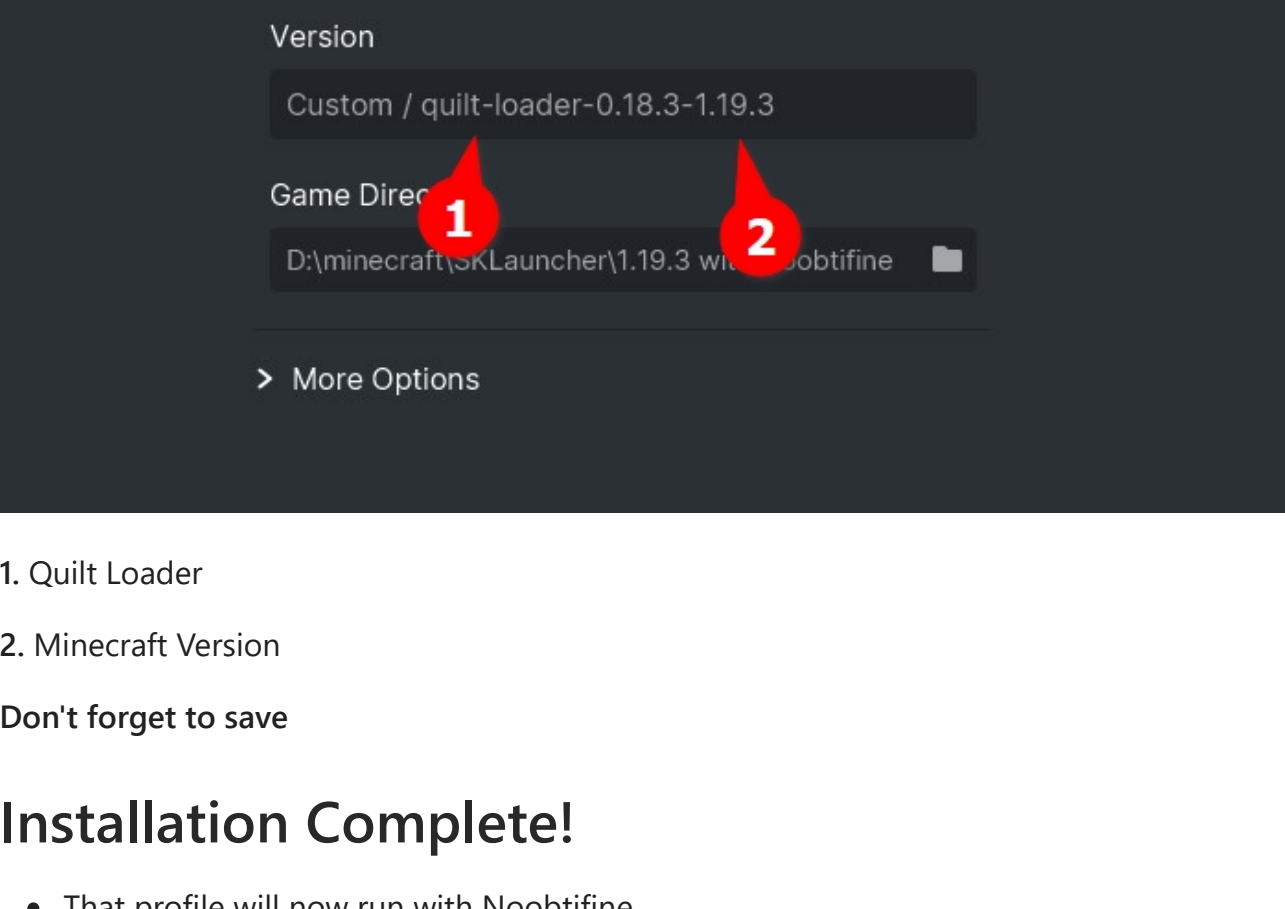 Version
Custom / quilt-loader-0.18.3-1.19.3
Game Direc
1
2
D:\minecraft\SKLauncher\1.19.3 wi oobtifine
> More Options
1. Quilt Loader
2. Minecraft Version
Don't forget to save
Installation Complete!
• That profile will now run with Noobtifine